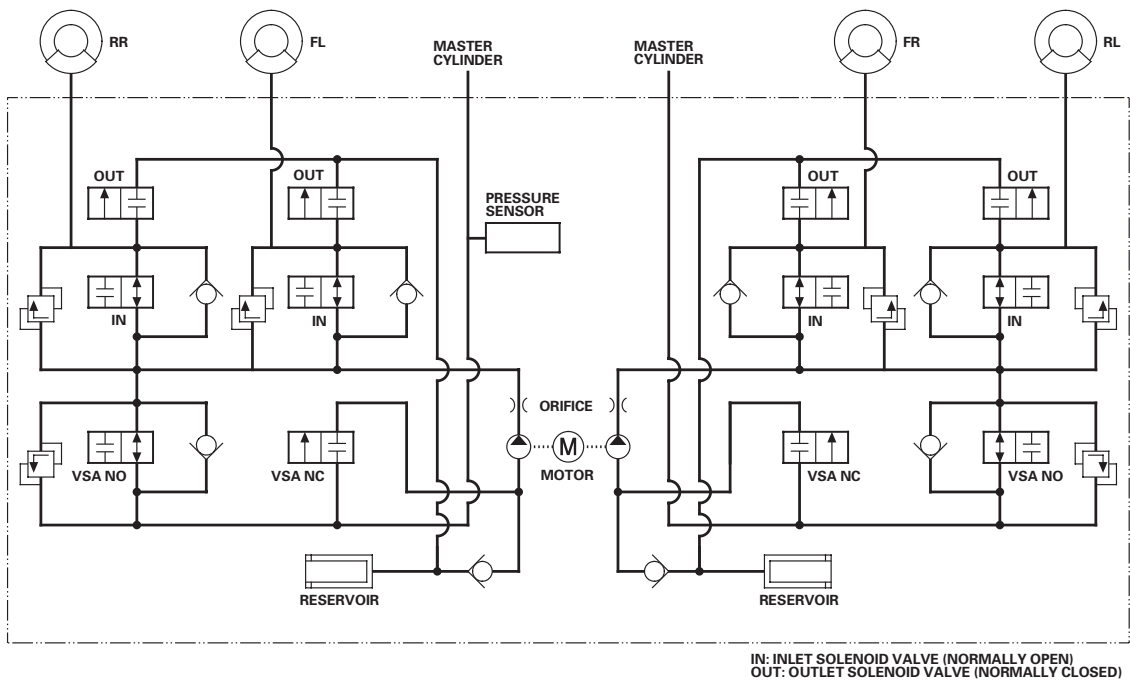 RR
FL
MASTER
CYLINDER
MASTER
CYLINDER
FR
RL
OUT
OUT
PRESSURE
SENSOR
OUT
OUT
IN
IN
IN
IN
ORIFICE
VSA NO
VSA NC
M
MOTOR
VSA NC
VSA NO
RESERVOIR
RESERVOIR
IN: INLET SOLENOID VALVE (NORMALLY OPEN)
OUT: OUTLET SOLENOID VALVE (NORMALLY CLOSED)